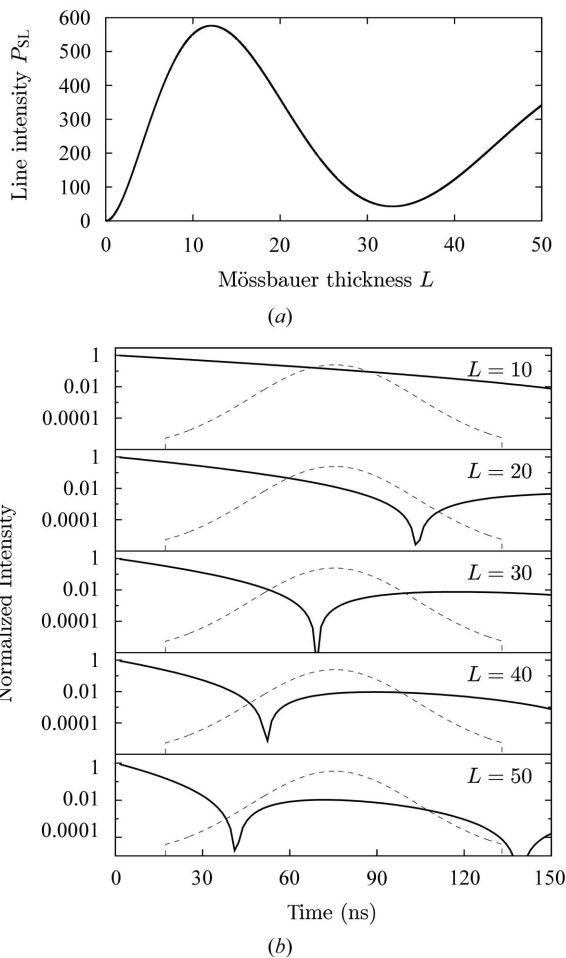 600
500
400
300
200
100
0
Line intensity P_SL
0 10 20 30 40 50
Mössbauer thickness L
(a)
1
0.01
0.0001
L = 10
1
0.01
0.0001
L = 20
1
0.01
0.0001
L = 30
1
0.01
0.0001
L = 40
1
0.01
0.0001
L = 50
Normalized Intensity
0 30 60 90 120 150
Time (ns)
(b)